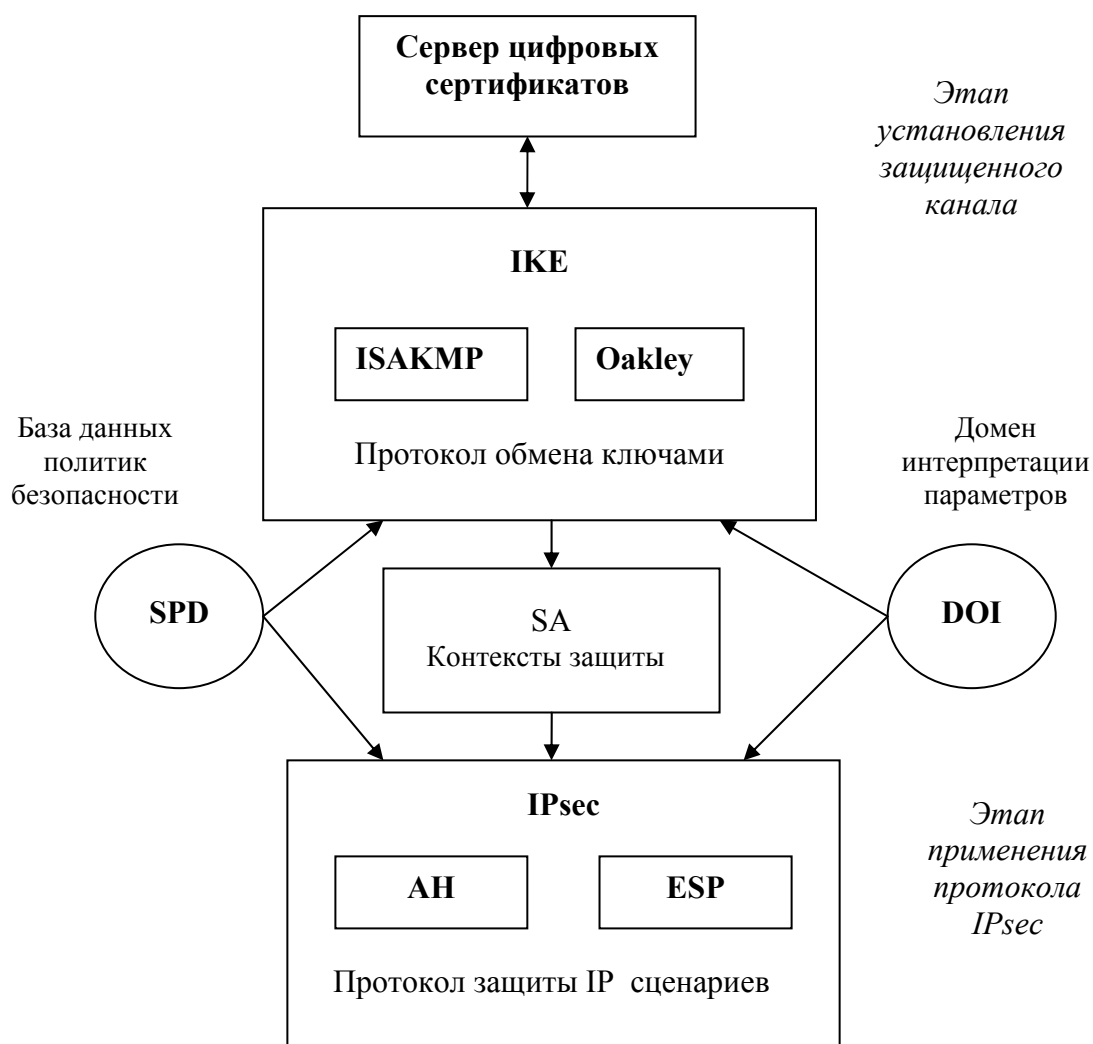 Сервер цифровых
сертификатов
Этап
установления
защищенного
канала
IKE
ISAKMP
Oakley
Протокол обмена ключами
База данных
политик
безопасности
Домен
интерпретации
параметров
SPD
SA
Контексты защиты
DOI
IPsec
AH
ESP
Протокол защиты IP сценариев
Этап
применения
протокола
IPsec